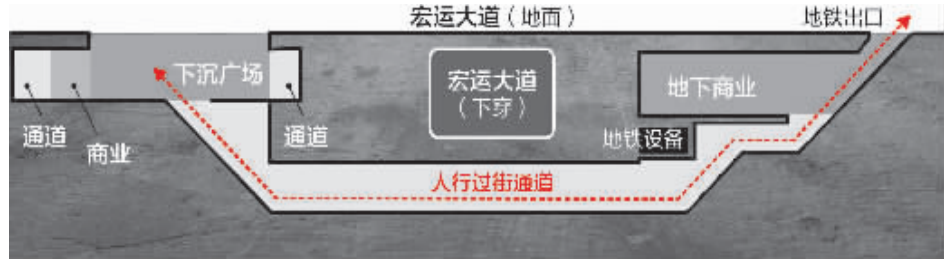 宏运大道（地面）
地铁出口
下沉广场
宏运大道
（下穿）
地下商业
通道
商业
通道
地铁设备
人行过街通道